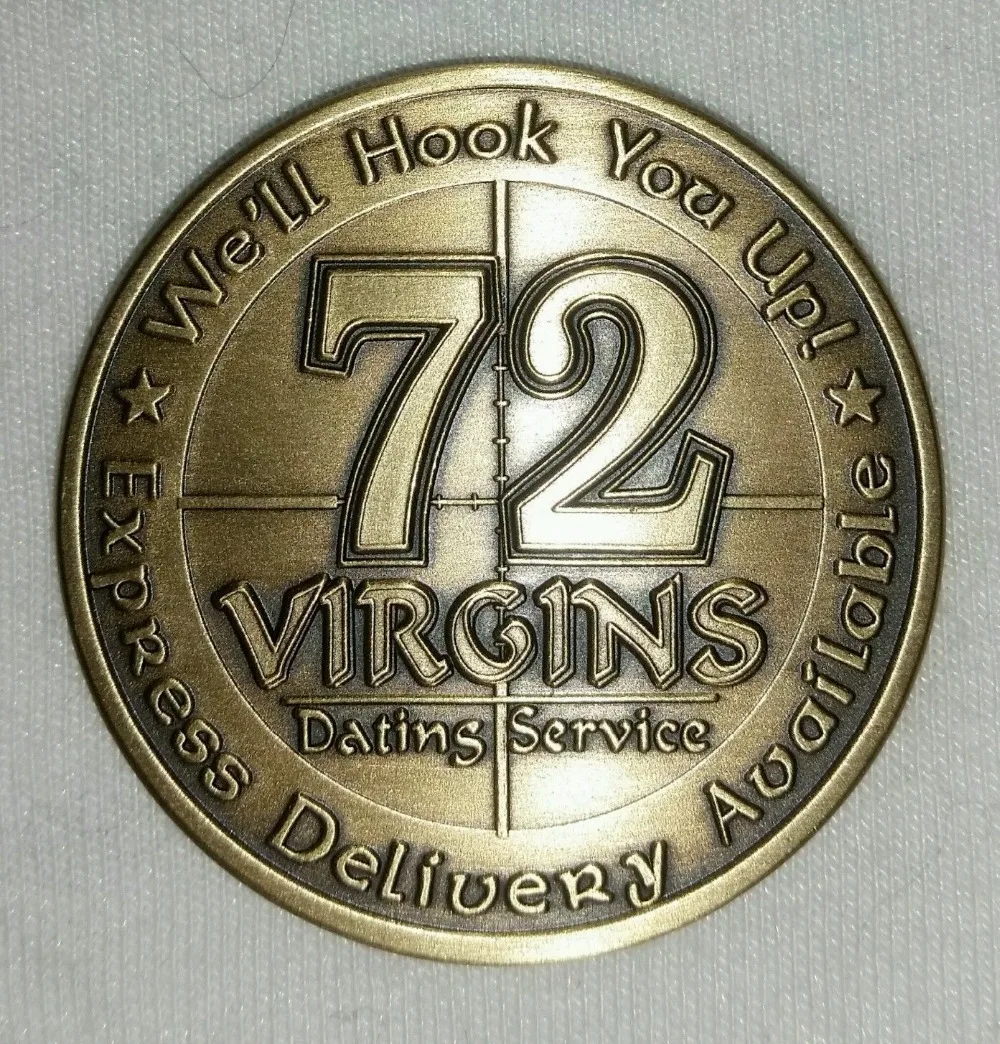 We'll Hook You Up!
72
VIRGINS
Dating Service
Express Delivery Available